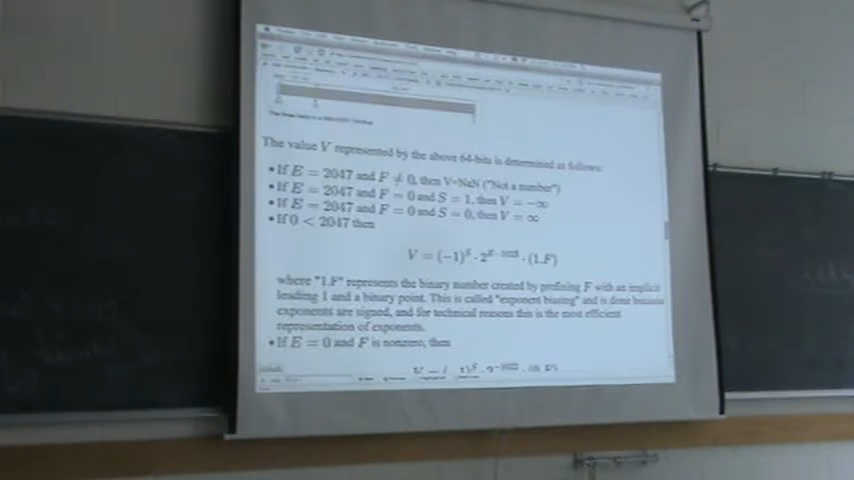 The value V represented by the above 64-bits is determined as follows:
• If E = 2047 and F ≠ 0, then V=NaN ("Not a number")
• If E = 2047 and F = 0 and S = 1, then V = −∞
• If E = 2047 and F = 0 and S = 0, then V = ∞
• If 0 < 2047 then
V = (−1)^S · 2^{E−1023} · (1.F)
where "1.F" represents the binary number created by prefixing F with an implicit
leading 1 and a binary point. This is called "exponent biasing" and is done because
exponents are signed, and for technical reasons this is the most efficient
representation of exponents.
• If E = 0 and F is nonzero, then